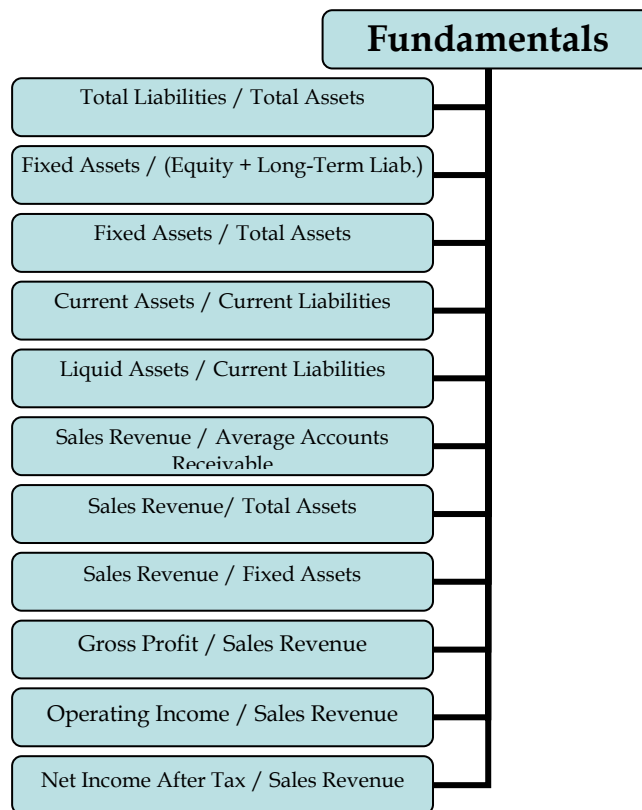 Fundamentals
Total Liabilities / Total Assets
Fixed Assets / (Equity + Long-Term Liab.)
Fixed Assets / Total Assets
Current Assets / Current Liabilities
Liquid Assets / Current Liabilities
Sales Revenue / Average Accounts
Receivable
Sales Revenue/ Total Assets
Sales Revenue / Fixed Assets
Gross Profit / Sales Revenue
Operating Income / Sales Revenue
Net Income After Tax / Sales Revenue